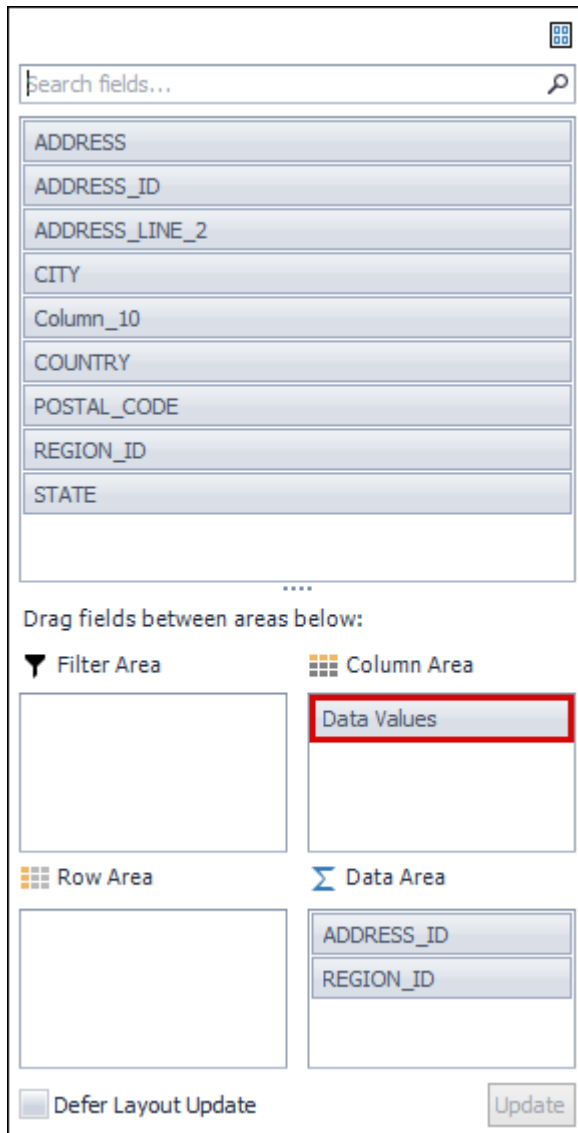 Search fields...
ADDRESS
ADDRESS_ID
ADDRESS_LINE_2
CITY
Column_10
COUNTRY
POSTAL_CODE
REGION_ID
STATE
Drag fields between areas below:
Filter Area
Column Area
Data Values
Row Area
Data Area
ADDRESS_ID
REGION_ID
Defer Layout Update
Update